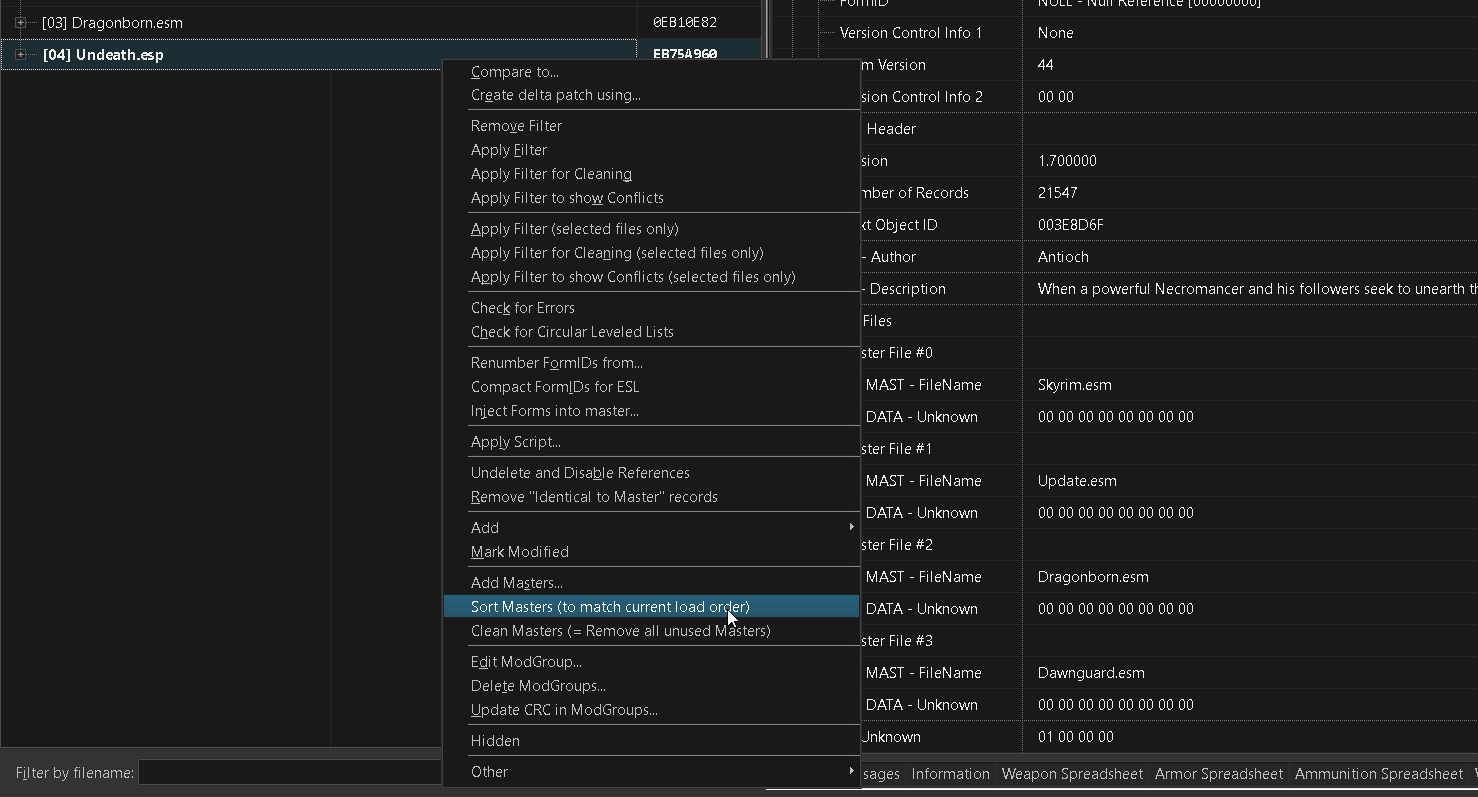 [03] Dragonborn.esm 0EB10E82
[04] Undeath.esp EB75A960
Compare to...
Create delta patch using...
Remove Filter
Apply Filter
Apply Filter for Cleaning
Apply Filter to show Conflicts
Apply Filter (selected files only)
Apply Filter for Cleaning (selected files only)
Apply Filter to show Conflicts (selected files only)
Check for Errors
Check for Circular Leveled Lists
Renumber FormIDs from...
Compact FormIDs for ESL
Inject Forms into master...
Apply Script...
Undelete and Disable References
Remove "Identical to Master" records
Add
Mark Modified
Add Masters...
Sort Masters (to match current load order)
Clean Masters (= Remove all unused Masters)
Edit ModGroup...
Delete ModGroups...
Update CRC in ModGroups...
Hidden
Other
Filter by filename:
FormID NULL - Null Reference [00000000]
Version Control Info 1 None
m Version 44
sion Control Info 2 00 00
Header
sion 1.700000
mber of Records 21547
xt Object ID 003E8D6F
- Author Antioch
- Description When a powerful Necromancer and his followers seek to unearth th
Files
ster File #0
MAST - FileName Skyrim.esm
DATA - Unknown 00 00 00 00 00 00 00 00
ster File #1
MAST - FileName Update.esm
DATA - Unknown 00 00 00 00 00 00 00 00
ster File #2
MAST - FileName Dragonborn.esm
DATA - Unknown 00 00 00 00 00 00 00 00
ster File #3
MAST - FileName Dawnguard.esm
DATA - Unknown 00 00 00 00 00 00 00 00
Unknown 01 00 00 00
sages Information Weapon Spreadsheet Armor Spreadsheet Ammunition Spreadsheet